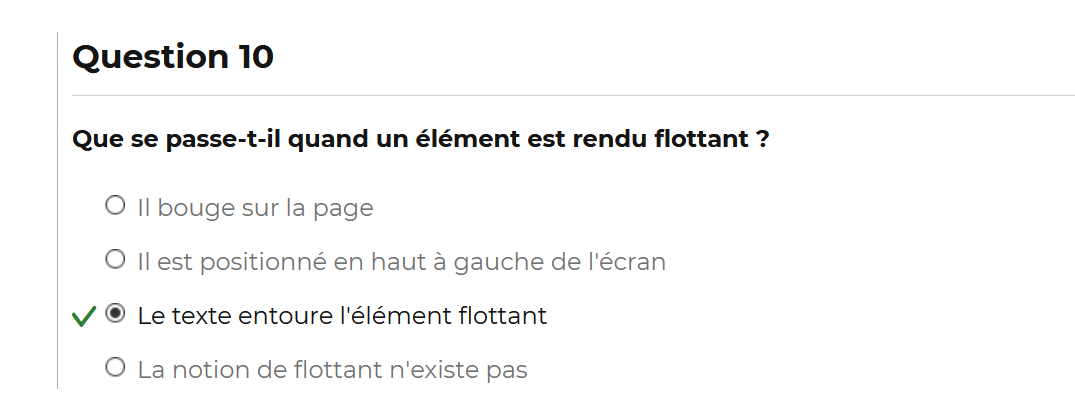 Question 10
Que se passe-t-il quand un élément est rendu flottant ?
Il bouge sur la page
Il est positionné en haut à gauche de l'écran
Le texte entoure l'élément flottant
La notion de flottant n'existe pas